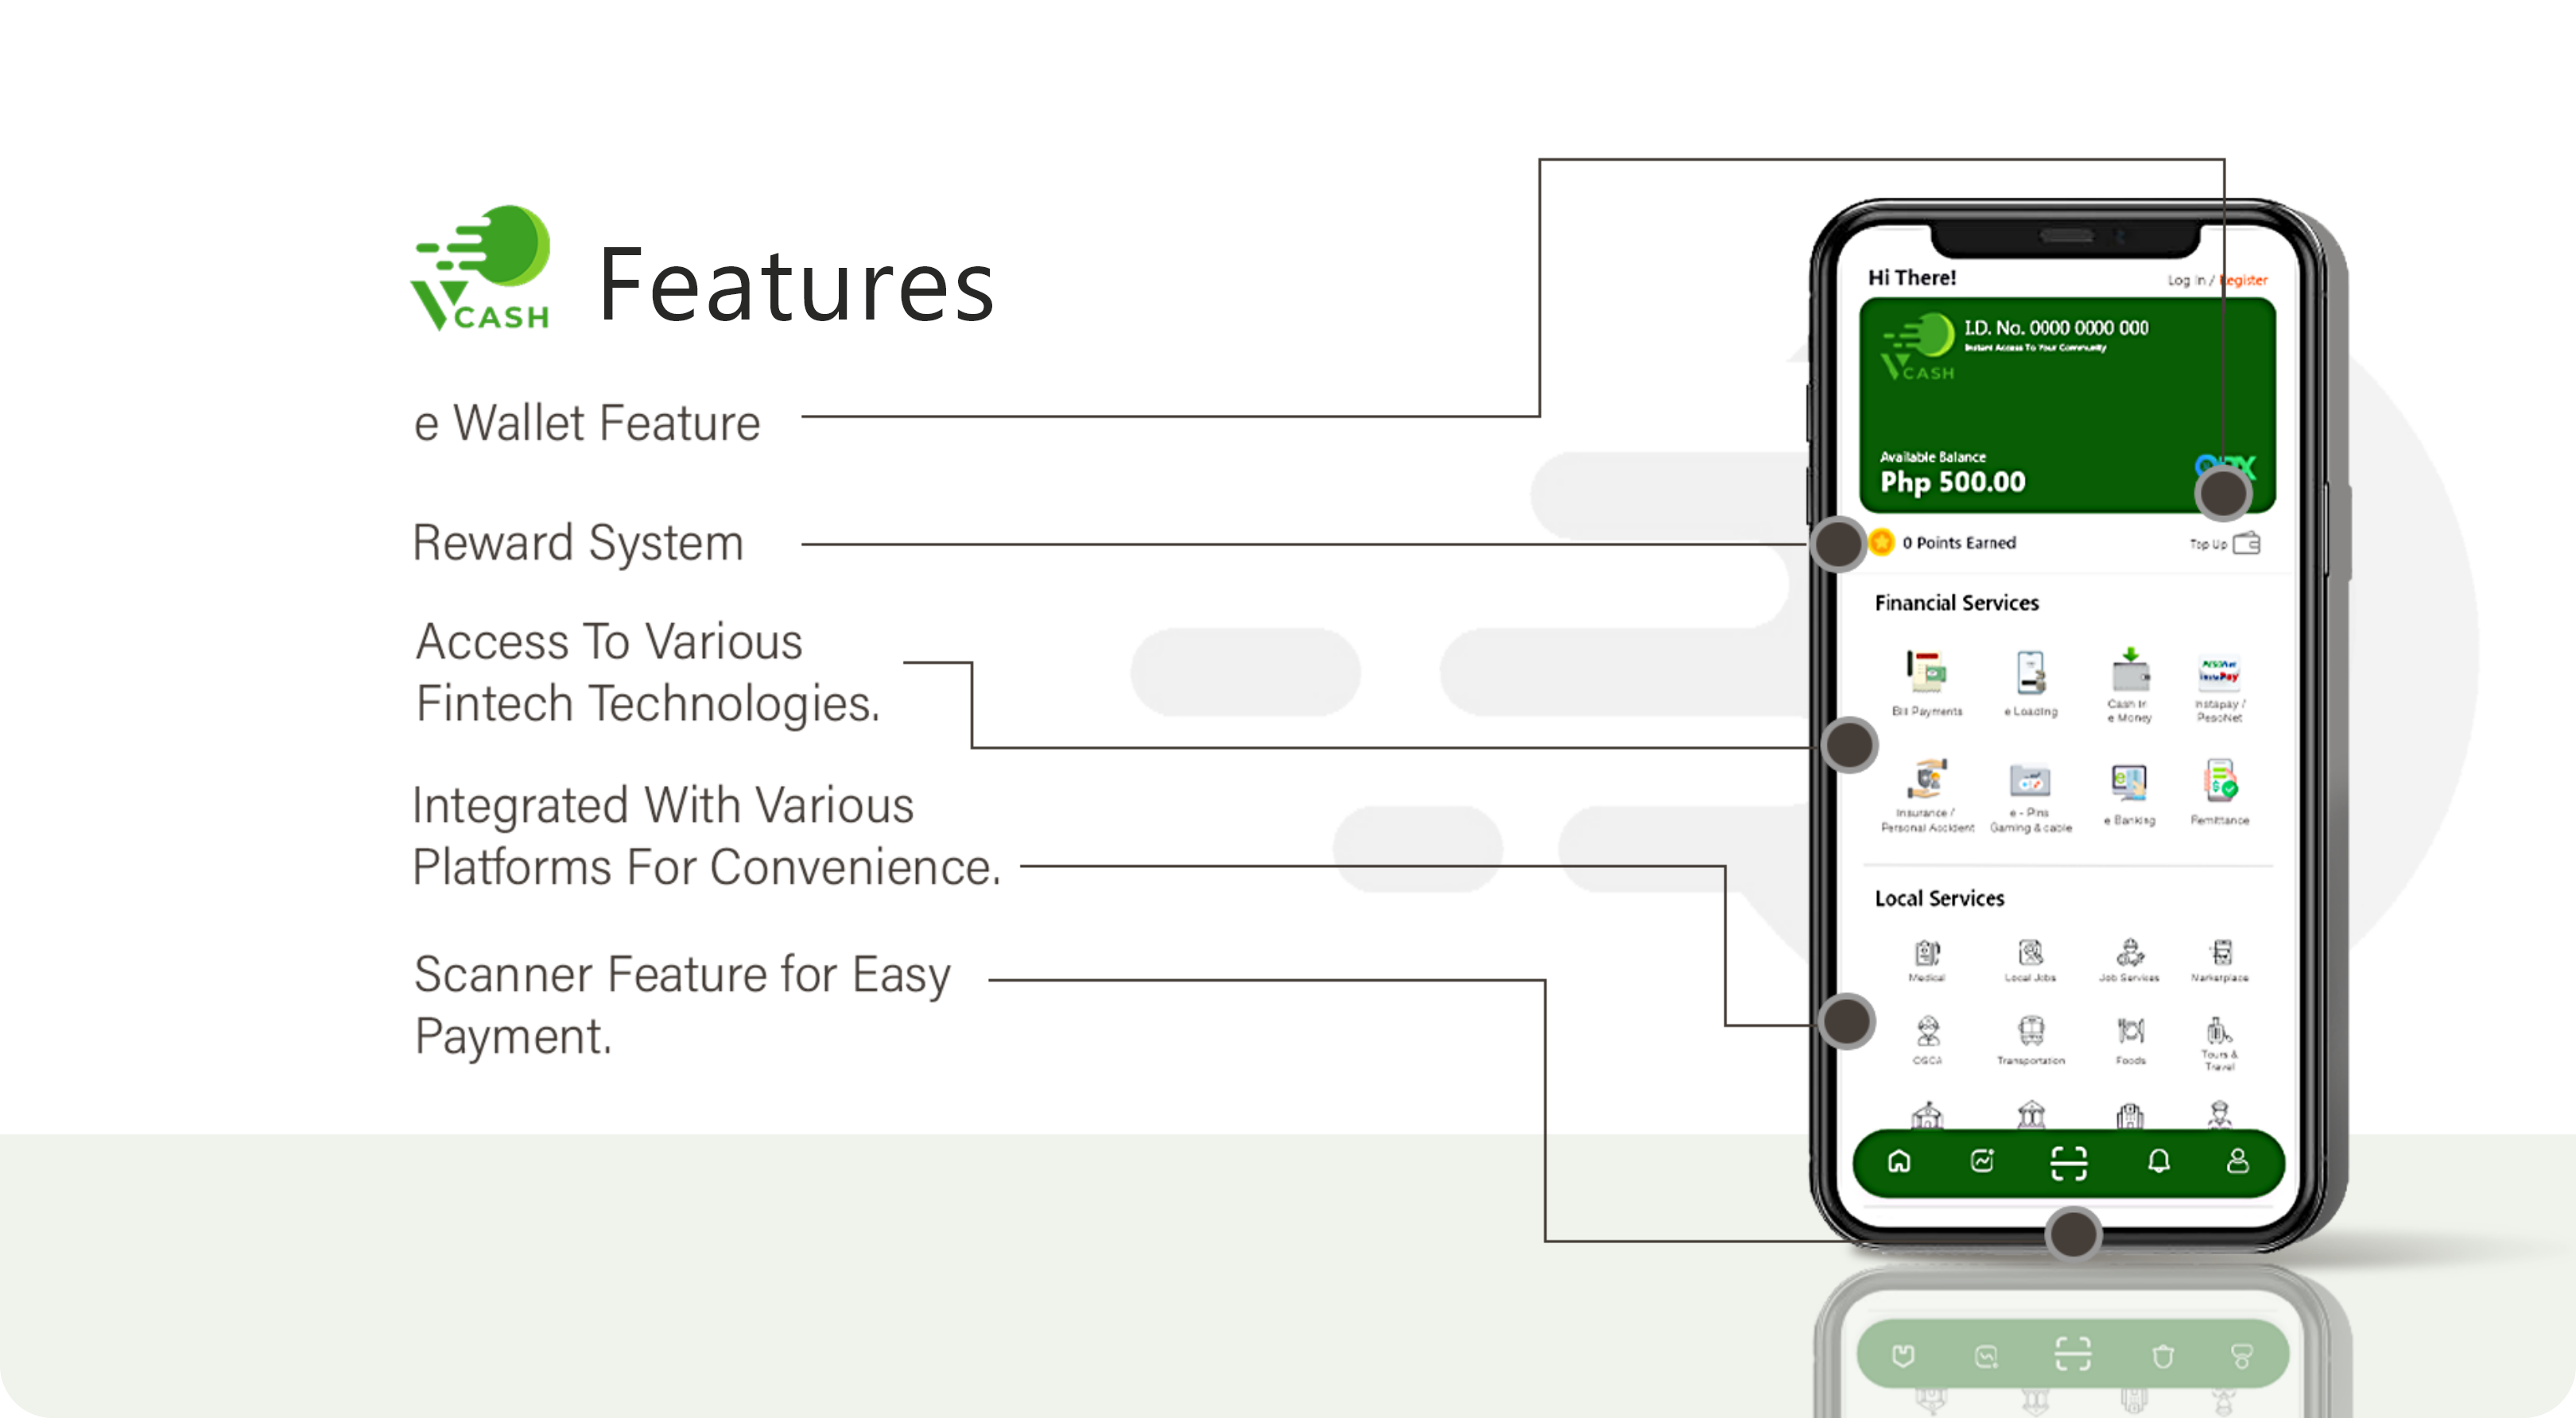 V CASH
Features
e Wallet Feature
Reward System
Access To Various
Fintech Technologies.
Integrated With Various
Platforms For Convenience.
Scanner Feature for Easy
Payment.
Hi There!
Log In / Register
I.D. No. 0000 0000 000
Instant Access To Your Community
V CASH
Available Balance
Php 500.00
0 Points Earned
Top Up
Financial Services
Bill Payments
e Loading
Cash In
e Money
PESONet
InstaPay
Instapay /
PesoNet
Insurance /
Personal Accident
e - Pins
Gaming & cable
e Banking
Remittance
Local Services
Medical
Local Jobs
Job Services
Marketplace
OSCA
Transportation
Foods
Tours &
Travel